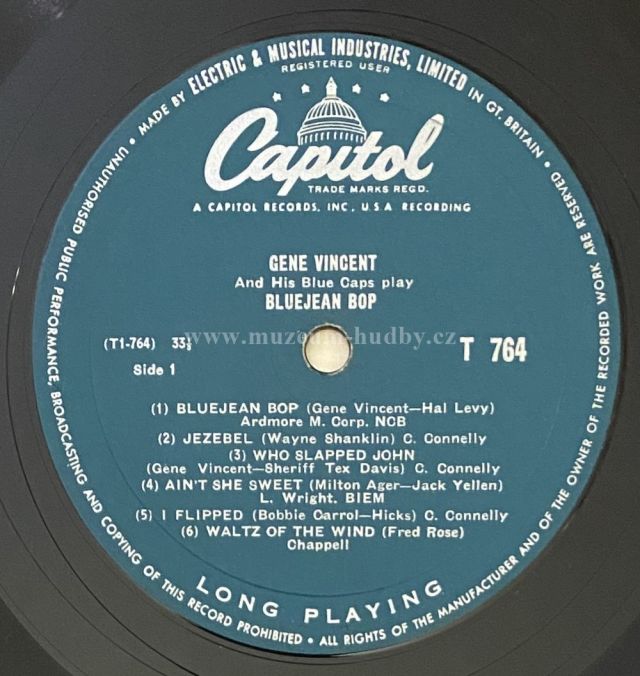 • MADE BY ELECTRIC & MUSICAL INDUSTRIES, LIMITED IN GT. BRITAIN •
REGISTERED USER
Capitol
TRADE MARKS REGD.
A CAPITOL RECORDS, INC, U.S A RECORDING
GENE VINCENT
And His Blue Caps play
BLUEJEAN BOP
www.muzeum-hudby.cz
(T1-764) 33⅓
T 764
Side 1
(1) BLUEJEAN BOP (Gene Vincent—Hal Levy)
Ardmore M. Corp. NCB
(2) JEZEBEL (Wayne Shanklin) C. Connelly
(3) WHO SLAPPED JOHN
(Gene Vincent—Sheriff Tex Davis) C. Connelly
(4) AIN'T SHE SWEET (Milton Ager—Jack Yellen)
L. Wright. BIEM
(5) I FLIPPED (Bobbie Carrol—Hicks) C. Connelly
(6) WALTZ OF THE WIND (Fred Rose)
Chappell
LONG PLAYING
UNAUTHORISED PUBLIC PERFORMANCE, BROADCASTING AND COPYING OF THIS RECORD PROHIBITED • ALL RIGHTS OF THE MANUFACTURER AND OF THE OWNER OF THE RECORDED WORK ARE RESERVED